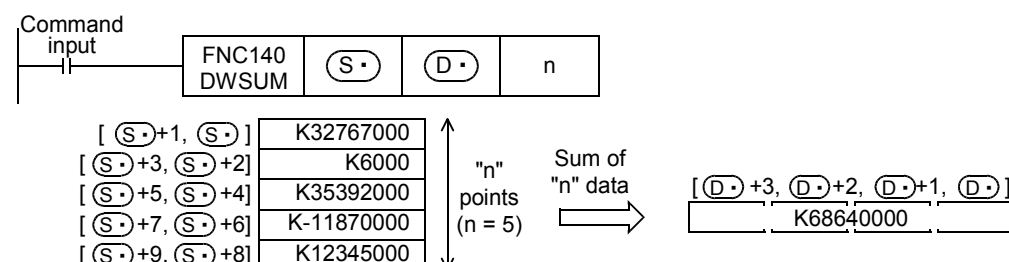 Command
input
FNC140
DWSUM
S・
D・
n
[ S・+1, S・ ] K32767000
[ S・+3, S・+2] K6000
[ S・+5, S・+4] K35392000
[ S・+7, S・+6] K-11870000
[ S・+9, S・+8] K12345000
"n"
points
(n = 5)
Sum of
"n" data
[ D・ +3, D・+2, D・+1, D・ ]
K68640000